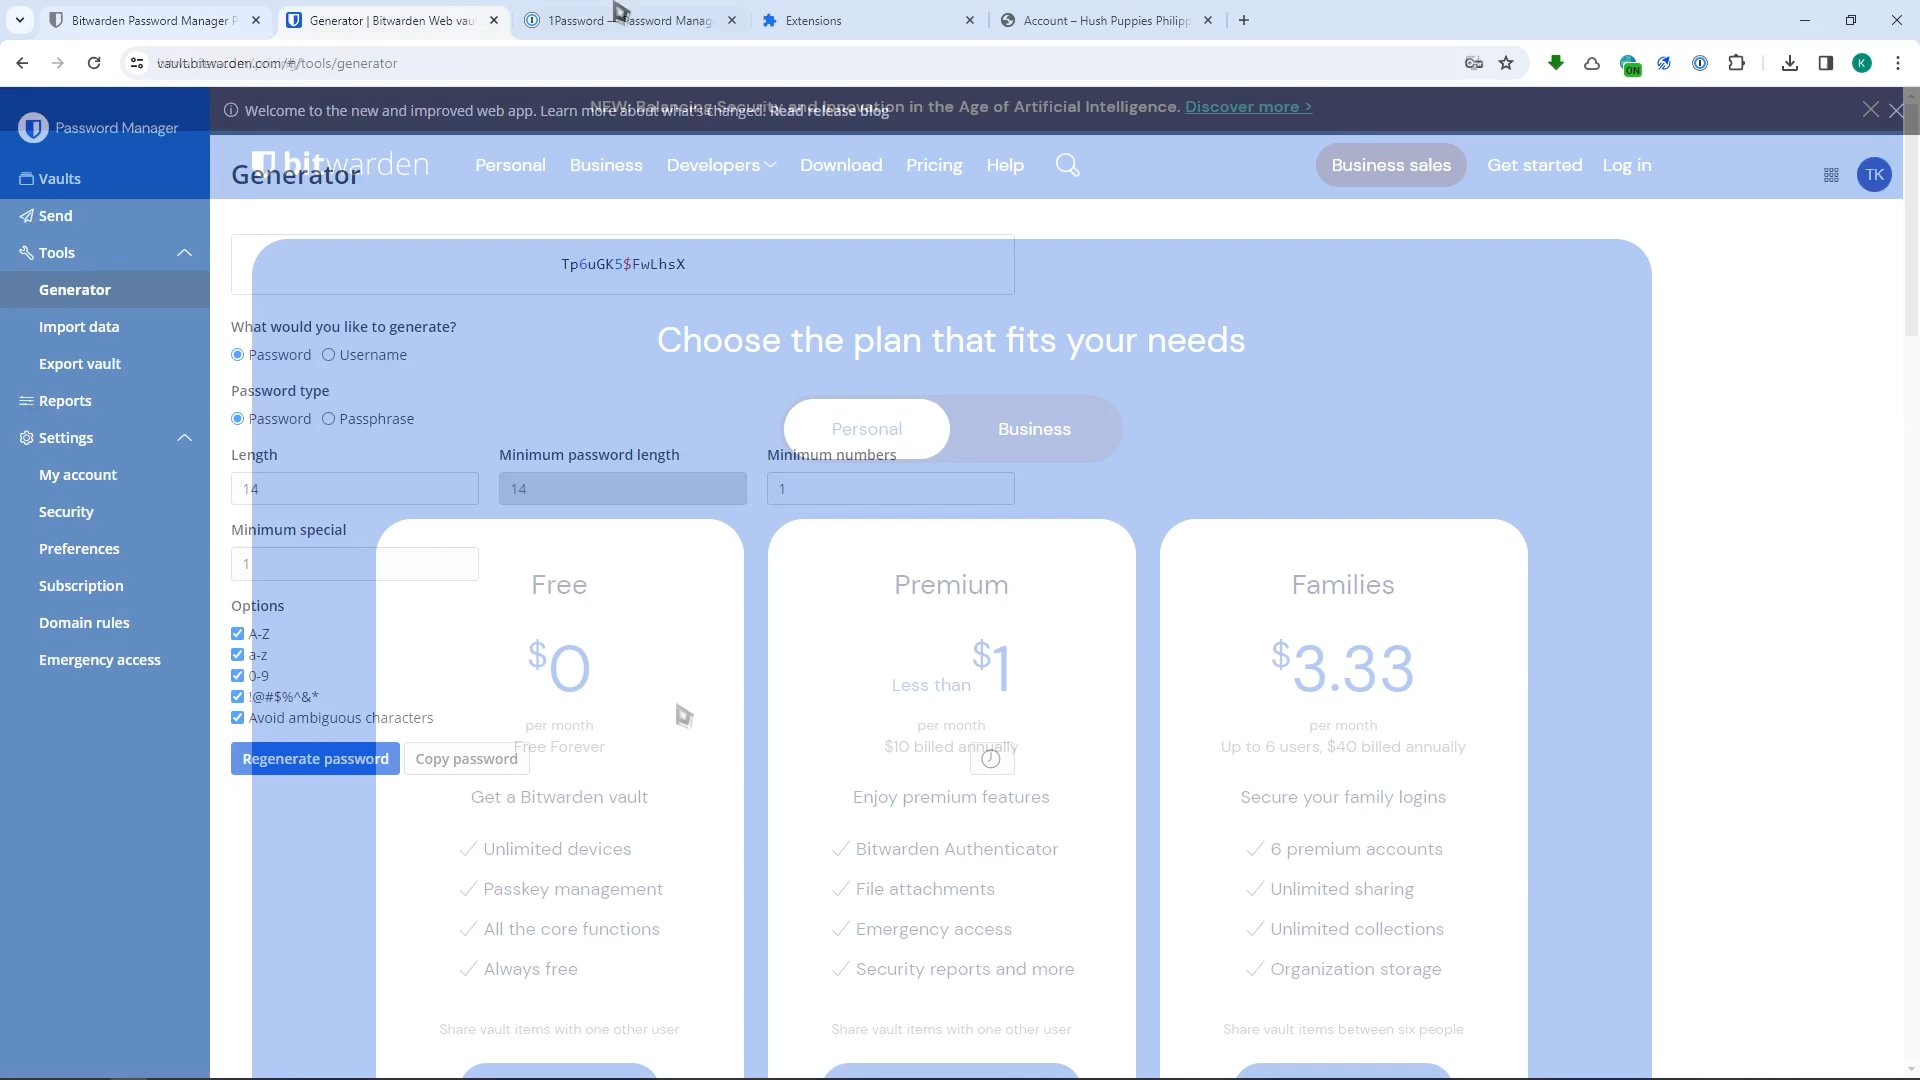 Bitwarden Password Manager P
Generator | Bitwarden Web vau
1Password — Password Manag
Extensions
Account – Hush Puppies Philipp
vault.bitwarden.com/#/tools/generator
ON
K
Password Manager
Welcome to the new and improved web app. Learn more about what's changed. Read release blog
NEW: Balancing Security and Innovation in the Age of Artificial Intelligence. Discover more >
Generator
bitwarden
Personal
Business
Developers
Download
Pricing
Help
Business sales
Get started
Log in
TK
Vaults
Send
Tools
Generator
Import data
Export vault
Reports
Settings
My account
Security
Preferences
Subscription
Domain rules
Emergency access
Tp6uGK5$FwLhsX
What would you like to generate?
Password
Username
Password type
Password
Passphrase
Length
Minimum password length
Minimum numbers
14
14
1
Minimum special
1
Options
A-Z
a-z
0-9
!@#$%^&*
Avoid ambiguous characters
Regenerate password
Copy password
Choose the plan that fits your needs
Personal
Business
Free
$0
per month
Free Forever
Get a Bitwarden vault
Unlimited devices
Passkey management
All the core functions
Always free
Share vault items with one other user
Premium
Less than $1
per month
$10 billed annually
Enjoy premium features
Bitwarden Authenticator
File attachments
Emergency access
Security reports and more
Share vault items with one other user
Families
$3.33
per month
Up to 6 users, $40 billed annually
Secure your family logins
6 premium accounts
Unlimited sharing
Unlimited collections
Organization storage
Share vault items between six people